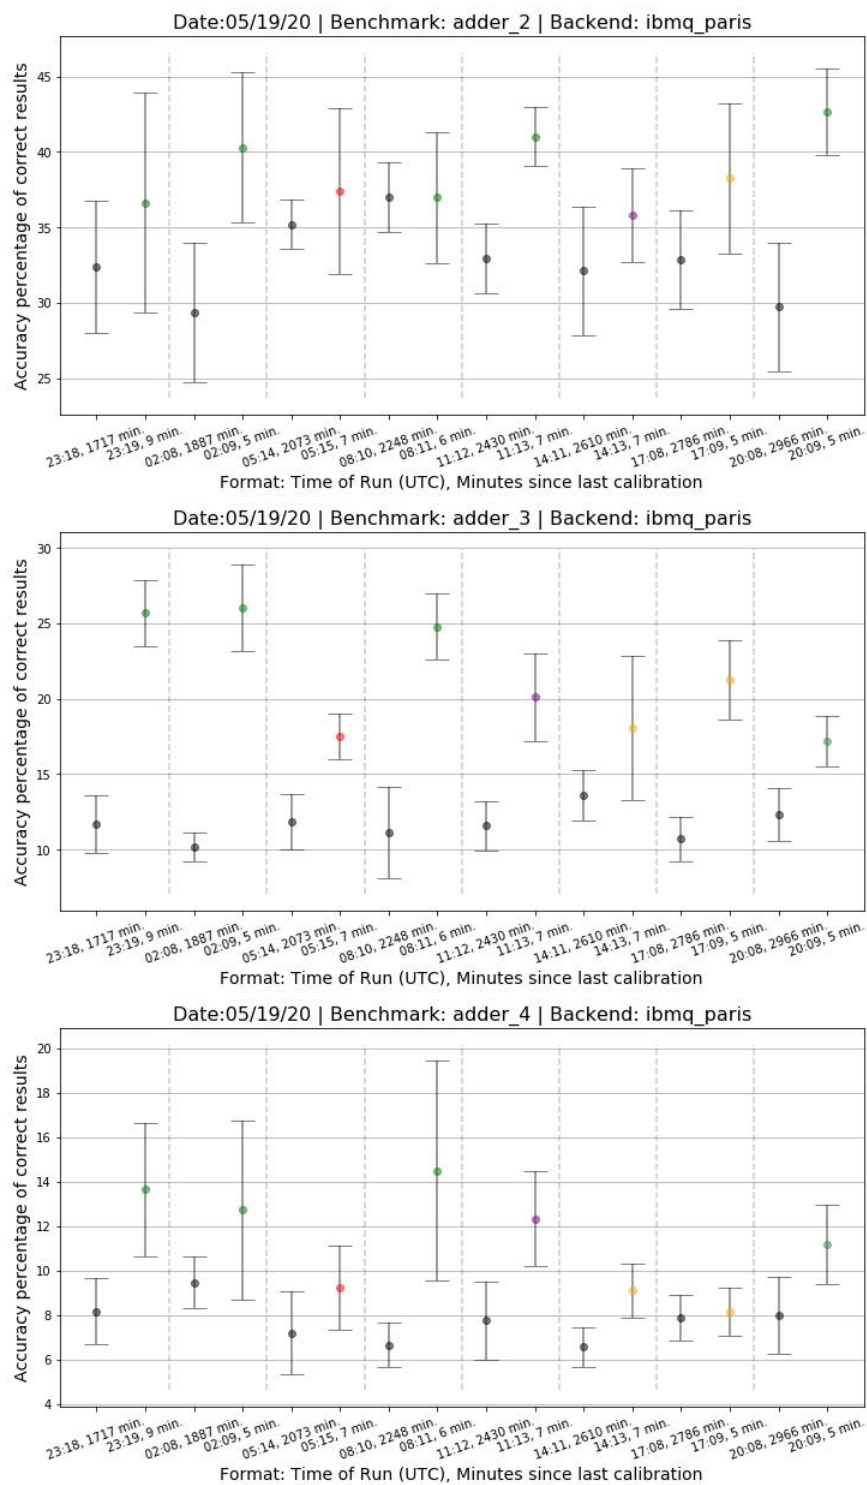 Date:05/19/20 | Benchmark: adder_2 | Backend: ibmq_paris
Accuracy percentage of correct results
45
40
35
30
25
23:18, 1717 min.
23:19, 9 min.
02:08, 1887 min.
02:09, 5 min.
05:14, 2073 min.
05:15, 7 min.
08:10, 2248 min.
08:11, 6 min.
11:12, 2430 min.
11:13, 7 min.
14:11, 2610 min.
14:13, 7 min.
17:08, 2786 min.
17:09, 5 min.
20:08, 2966 min.
20:09, 5 min.
Format: Time of Run (UTC), Minutes since last calibration
Date:05/19/20 | Benchmark: adder_3 | Backend: ibmq_paris
Accuracy percentage of correct results
30
25
20
15
10
23:18, 1717 min.
23:19, 9 min.
02:08, 1887 min.
02:09, 5 min.
05:14, 2073 min.
05:15, 7 min.
08:10, 2248 min.
08:11, 6 min.
11:12, 2430 min.
11:13, 7 min.
14:11, 2610 min.
14:13, 7 min.
17:08, 2786 min.
17:09, 5 min.
20:08, 2966 min.
20:09, 5 min.
Format: Time of Run (UTC), Minutes since last calibration
Date:05/19/20 | Benchmark: adder_4 | Backend: ibmq_paris
Accuracy percentage of correct results
20
18
16
14
12
10
8
6
4
23:18, 1717 min.
23:19, 9 min.
02:08, 1887 min.
02:09, 5 min.
05:14, 2073 min.
05:15, 7 min.
08:10, 2248 min.
08:11, 6 min.
11:12, 2430 min.
11:13, 7 min.
14:11, 2610 min.
14:13, 7 min.
17:08, 2786 min.
17:09, 5 min.
20:08, 2966 min.
20:09, 5 min.
Format: Time of Run (UTC), Minutes since last calibration